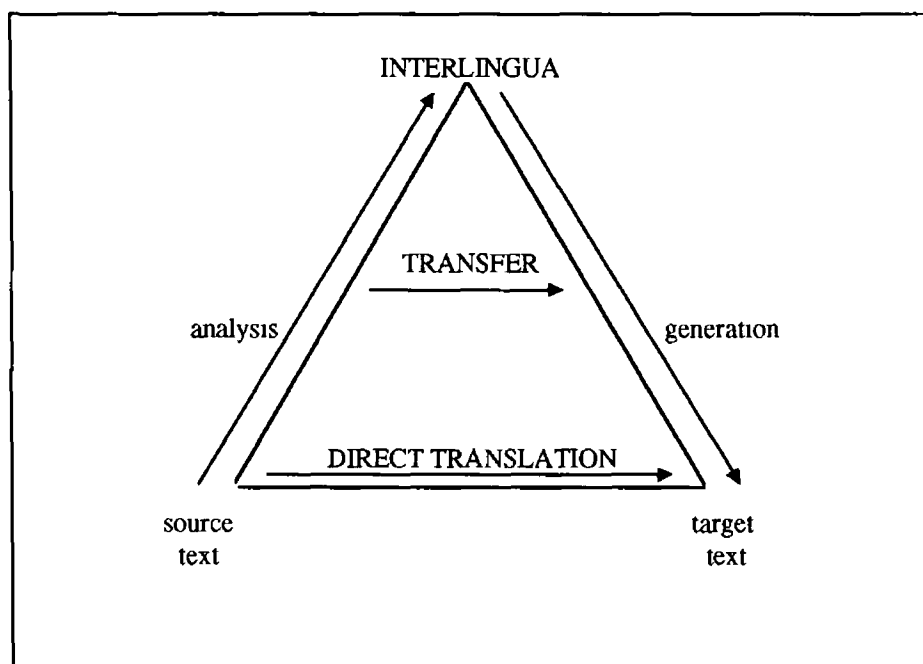 INTERLINGUA
TRANSFER
analysis
generation
DIRECT TRANSLATION
source
text
target
text